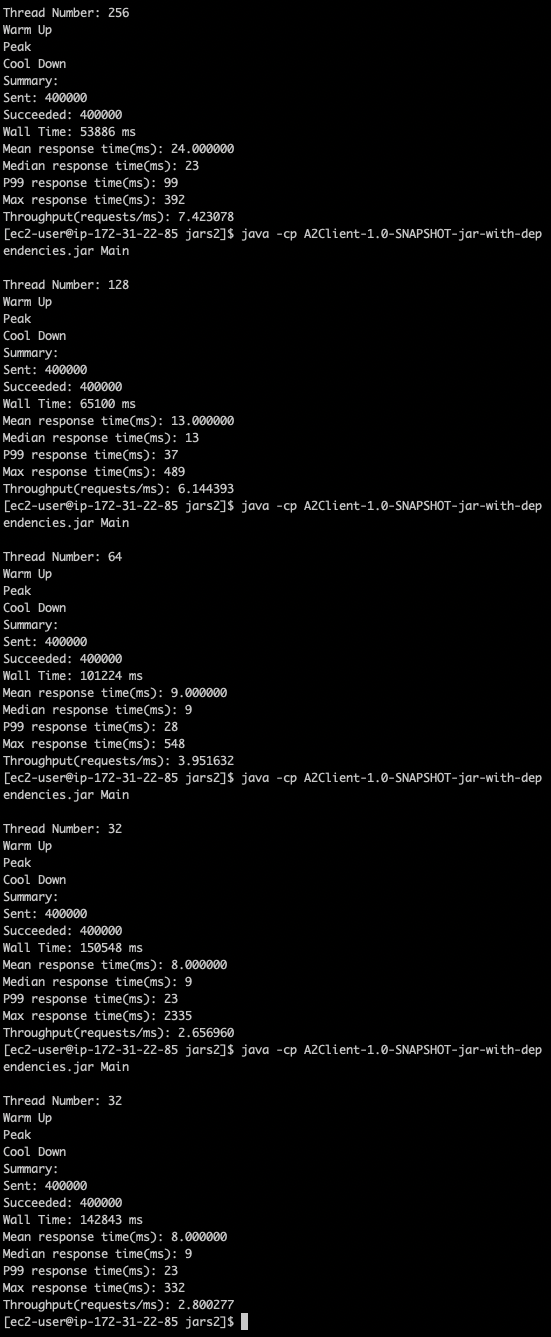 Thread Number: 256
Warm Up
Peak
Cool Down
Summary:
Sent: 400000
Succeeded: 400000
Wall Time: 53886 ms
Mean response time(ms): 24.000000
Median response time(ms): 23
P99 response time(ms): 99
Max response time(ms): 392
Throughput(requests/ms): 7.423078
[ec2-user@ip-172-31-22-85 jars2]$ java -cp A2Client-1.0-SNAPSHOT-jar-with-dep
endencies.jar Main
Thread Number: 128
Warm Up
Peak
Cool Down
Summary:
Sent: 400000
Succeeded: 400000
Wall Time: 65100 ms
Mean response time(ms): 13.000000
Median response time(ms): 13
P99 response time(ms): 37
Max response time(ms): 489
Throughput(requests/ms): 6.144393
[ec2-user@ip-172-31-22-85 jars2]$ java -cp A2Client-1.0-SNAPSHOT-jar-with-dep
endencies.jar Main
Thread Number: 64
Warm Up
Peak
Cool Down
Summary:
Sent: 400000
Succeeded: 400000
Wall Time: 101224 ms
Mean response time(ms): 9.000000
Median response time(ms): 9
P99 response time(ms): 28
Max response time(ms): 548
Throughput(requests/ms): 3.951632
[ec2-user@ip-172-31-22-85 jars2]$ java -cp A2Client-1.0-SNAPSHOT-jar-with-dep
endencies.jar Main
Thread Number: 32
Warm Up
Peak
Cool Down
Summary:
Sent: 400000
Succeeded: 400000
Wall Time: 150548 ms
Mean response time(ms): 8.000000
Median response time(ms): 9
P99 response time(ms): 23
Max response time(ms): 2335
Throughput(requests/ms): 2.656960
[ec2-user@ip-172-31-22-85 jars2]$ java -cp A2Client-1.0-SNAPSHOT-jar-with-dep
endencies.jar Main
Thread Number: 32
Warm Up
Peak
Cool Down
Summary:
Sent: 400000
Succeeded: 400000
Wall Time: 142843 ms
Mean response time(ms): 8.000000
Median response time(ms): 9
P99 response time(ms): 23
Max response time(ms): 332
Throughput(requests/ms): 2.800277
[ec2-user@ip-172-31-22-85 jars2]$